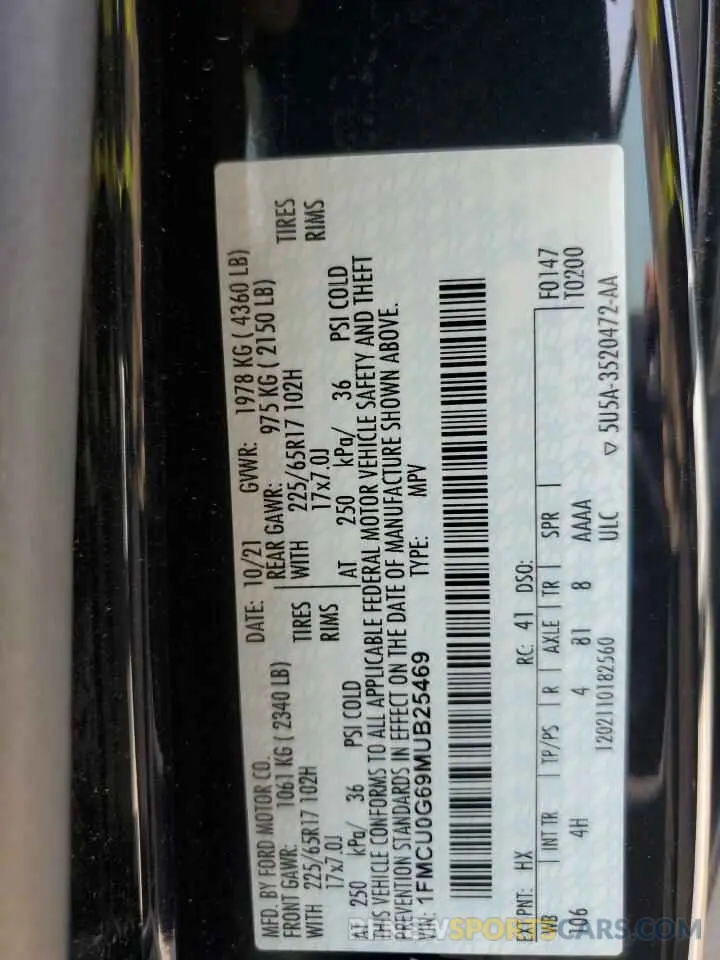 MFD. BY FORD MOTOR CO. DATE: 10/21 GVWR: 1978 KG ( 4360 LB)
FRONT GAWR: 1061 KG ( 2340 LB) REAR GAWR: 975 KG ( 2150 LB)
WITH 225/65R17 102H TIRES WITH 225/65R17 102H TIRES
17x7.0J RIMS 17x7.0J RIMS
AT 250 kPa/ 36 PSI COLD AT 250 kPa/ 36 PSI COLD
THIS VEHICLE CONFORMS TO ALL APPLICABLE FEDERAL MOTOR VEHICLE SAFETY AND THEFT
PREVENTION STANDARDS IN EFFECT ON THE DATE OF MANUFACTURE SHOWN ABOVE.
VIN: 1FMCU0G69MUB25469 TYPE: MPV
EXT PNT: HX RC: 41 DSO: F0147
WB INT TR TP/PS R AXLE TR SPR T0200
06 4H 4 81 8 AAAA
1202110182560 ULC ▽ 5U5A-3520472-AA
NEWSPORTSCARS.COM